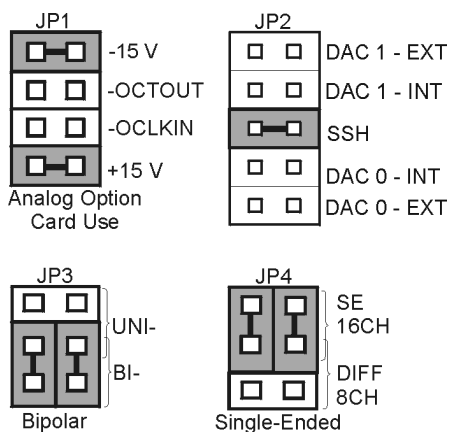 JP1
-15 V
-OCTOUT
-OCLKIN
+15 V
Analog Option
Card Use
JP2
DAC 1 - EXT
DAC 1 - INT
SSH
DAC 0 - INT
DAC 0 - EXT
JP3
UNI-
BI-
Bipolar
JP4
SE
16CH
DIFF
8CH
Single-Ended